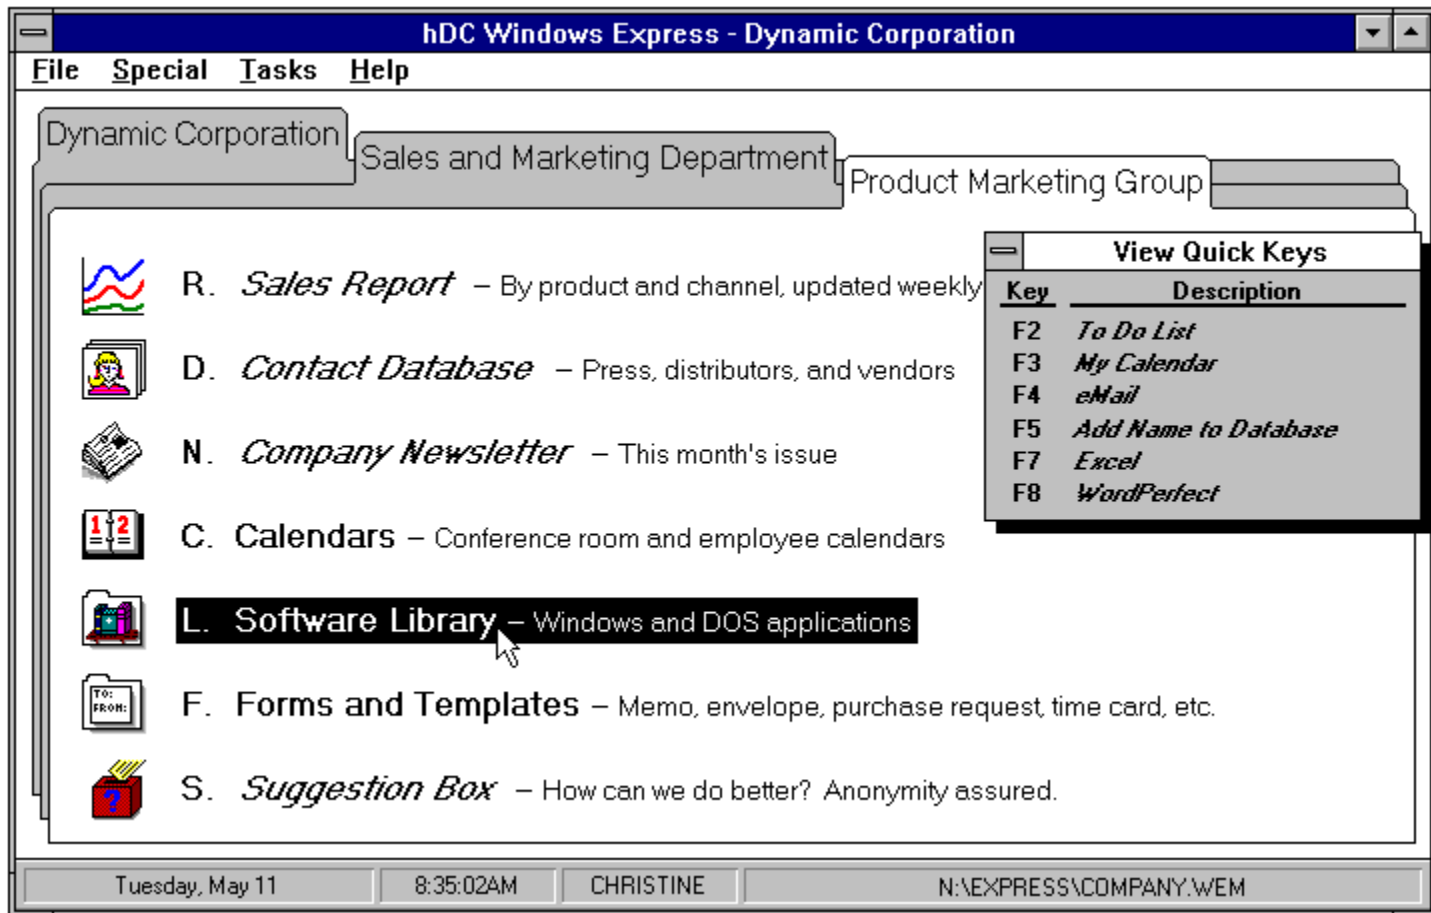 hDC Windows Express - Dynamic Corporation
File Special Tasks Help
Dynamic Corporation
Sales and Marketing Department
Product Marketing Group
R. Sales Report – By product and channel, updated weekly
D. Contact Database – Press, distributors, and vendors
N. Company Newsletter – This month's issue
C. Calendars – Conference room and employee calendars
L. Software Library – Windows and DOS applications
F. Forms and Templates – Memo, envelope, purchase request, time card, etc.
S. Suggestion Box – How can we do better? Anonymity assured.
1 2
TO:
FROM:
?
View Quick Keys
Key Description
F2 To Do List
F3 My Calendar
F4 eMail
F5 Add Name to Database
F7 Excel
F8 WordPerfect
Tuesday, May 11 8:35:02AM CHRISTINE N:\EXPRESS\COMPANY.WEM